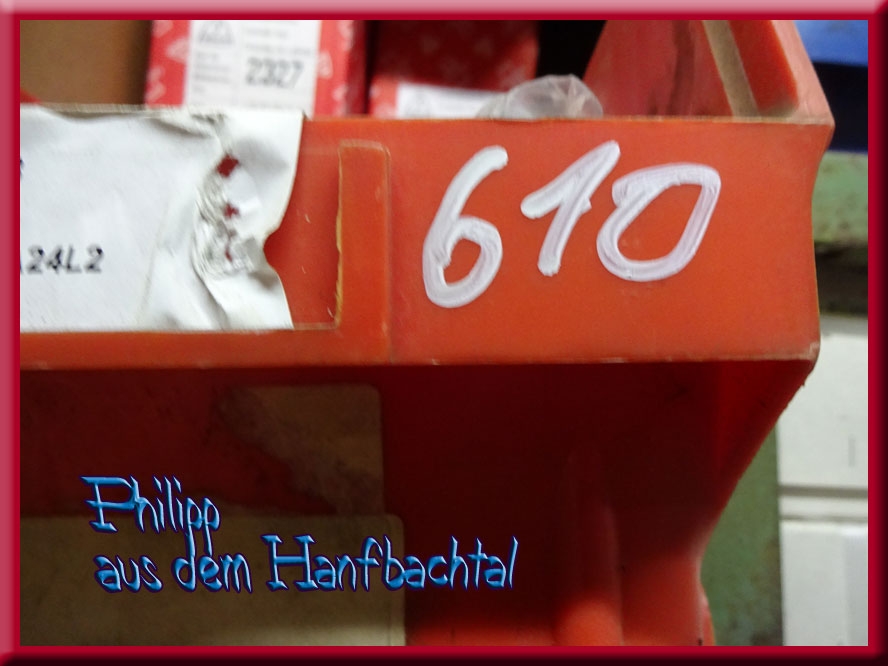 2327
610
24L2
Philipp
aus dem Hanfbachtal